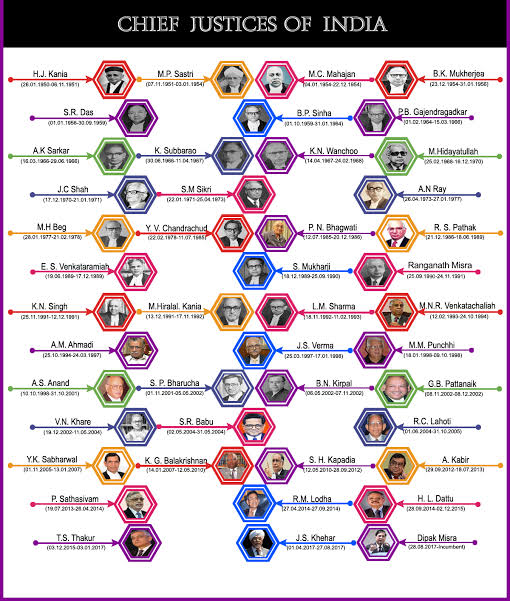 CHIEF JUSTICES OF INDIA
H.J. Kania
(26.01.1950-06.11.1951)
M.P. Sastri
(07.11.1951-03.01.1954)
M.C. Mahajan
(04.01.1954-22.12.1954)
B.K. Mukherjea
(23.12.1954-31.01.1956)
S.R. Das
(01.01.1956-30.09.1959)
B.P. Sinha
(01.10.1959-31.01.1964)
P.B. Gajendragadkar
(01.02.1964-15.03.1966)
A.K Sarkar
(16.03.1966-29.06.1966)
K. Subbarao
(30.06.1966-11.04.1967)
K.N. Wanchoo
(14.04.1967-24.02.1968)
M.Hidayatullah
(25.02.1968-16.12.1970)
J.C Shah
(17.12.1970-21.01.1971)
S.M Sikri
(22.01.1971-25.04.1973)
A.N Ray
(26.04.1973-27.01.1977)
M.H Beg
(28.01.1977-21.02.1978)
Y. V. Chandrachud
(22.02.1978-11.07.1985)
P. N. Bhagwati
(12.07.1985-20.12.1986)
R. S. Pathak
(21.12.1986-18.06.1989)
E. S. Venkataramiah
(19.06.1989-17.12.1989)
S. Mukharji
(18.12.1989-25.09.1990)
Ranganath Misra
(25.09.1990-24.11.1991)
K.N. Singh
(25.11.1991-12.12.1991)
M.Hiralal. Kania
(13.12.1991-17.11.1992)
L.M. Sharma
(18.11.1992-11.02.1993)
M.N.R. Venkatachaliah
(12.02.1993-24.10.1994)
A.M. Ahmadi
(25.10.1994-24.03.1997)
J.S. Verma
(25.03.1997-17.01.1998)
M.M. Punchhi
(18.01.1998-09.10.1998)
A.S. Anand
(10.10.1998-31.10.2001)
S. P. Bharucha
(01.11.2001-05.05.2002)
B.N. Kirpal
(06.05.2002-07.11.2002)
G.B. Pattanaik
(08.11.2002-08.12.2002)
V.N. Khare
(19.12.2002-11.05.2004)
S.R. Babu
(02.05.2004-31.05.2004)
R.C. Lahoti
(01.06.2004-31.10.2005)
Y.K. Sabharwal
(01.11.2005-13.01.2007)
K. G. Balakrishnan
(14.01.2007-12.05.2010)
S. H. Kapadia
(12.05.2010-28.09.2012)
A. Kabir
(29.09.2012-18.07.2013)
P. Sathasivam
(19.07.2013-26.04.2014)
R.M. Lodha
(27.04.2014-27.09.2014)
H. L. Dattu
(28.09.2014-02.12.2015)
T.S. Thakur
(03.12.2015-03.01.2017)
J.S. Khehar
(01.04.2017-27.08.2017)
Dipak Misra
(28.08.2017-Incumbent)